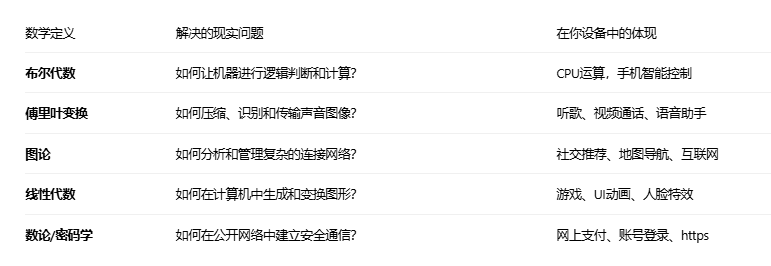 数学定义 解决的现实问题 在你设备中的体现
布尔代数 如何让机器进行逻辑判断和计算? CPU运算，手机智能控制
傅里叶变换 如何压缩、识别和传输声音图像? 听歌、视频通话、语音助手
图论 如何分析和管理复杂的连接网络? 社交推荐、地图导航、互联网
线性代数 如何在计算机中生成和变换图形? 游戏、UI动画、人脸特效
数论/密码学 如何在公开网络中建立安全通信? 网上支付、账号登录、https